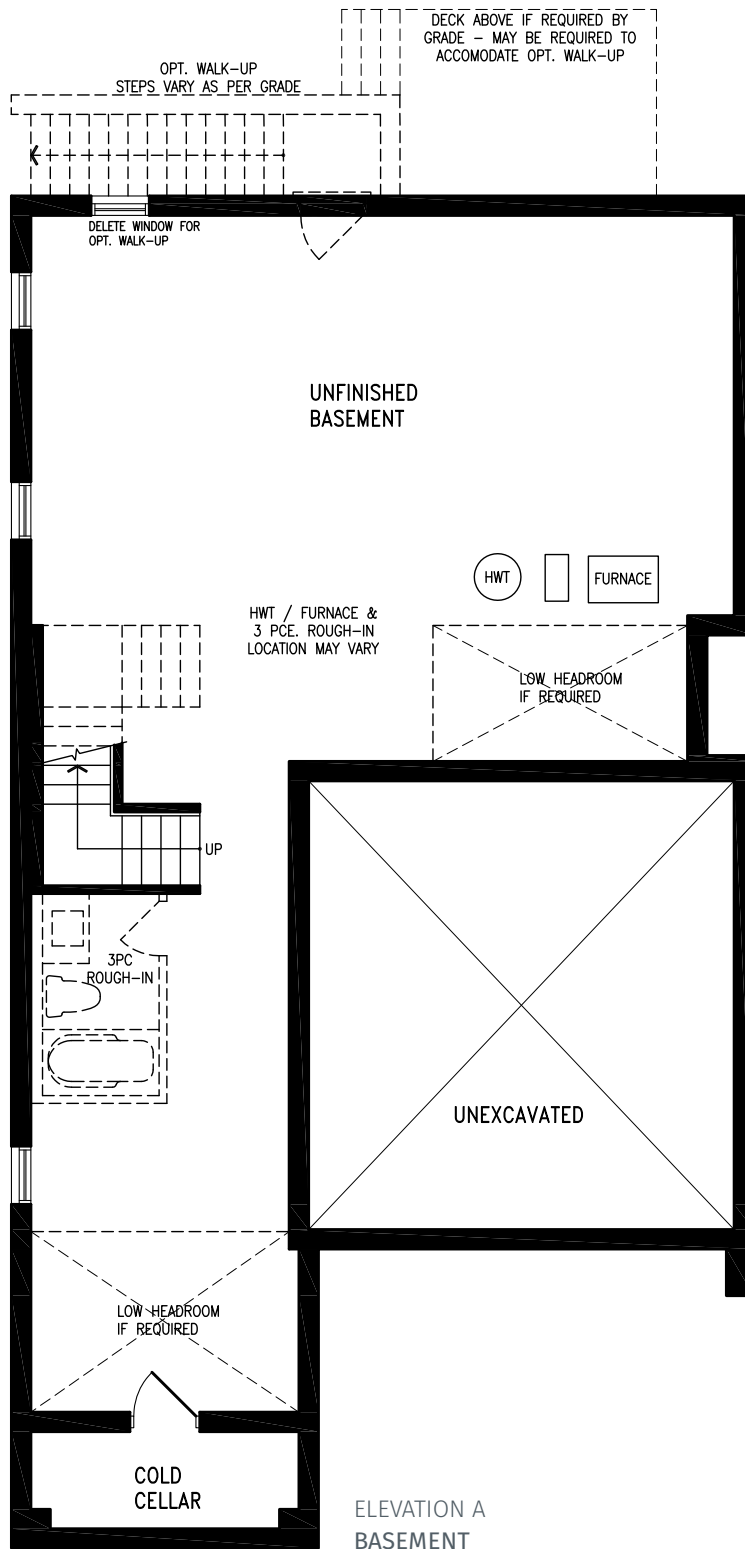 DECK ABOVE IF REQUIRED BY
GRADE – MAY BE REQUIRED TO
ACCOMODATE OPT. WALK-UP
OPT. WALK-UP
STEPS VARY AS PER GRADE
DELETE WINDOW FOR
OPT. WALK-UP
UNFINISHED
BASEMENT
HWT
FURNACE
HWT / FURNACE &
3 PCE. ROUGH-IN
LOCATION MAY VARY
LOW HEADROOM
IF REQUIRED
UP
3PC
ROUGH-IN
UNEXCAVATED
LOW HEADROOM
IF REQUIRED
COLD
CELLAR
ELEVATION A
BASEMENT